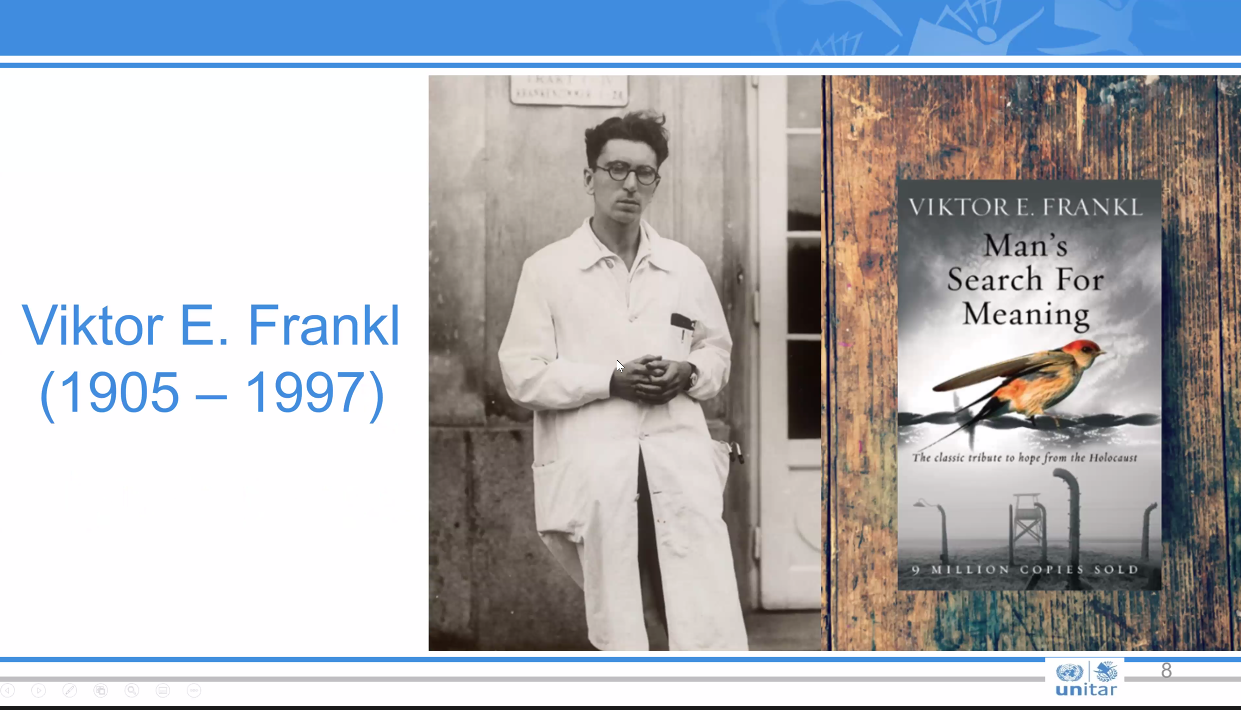 Viktor E. Frankl
(1905 – 1997)
VIKTOR E. FRANKL
Man's
Search For
Meaning
The classic tribute to hope from the Holocaust
9 MILLION COPIES SOLD
unitar
8